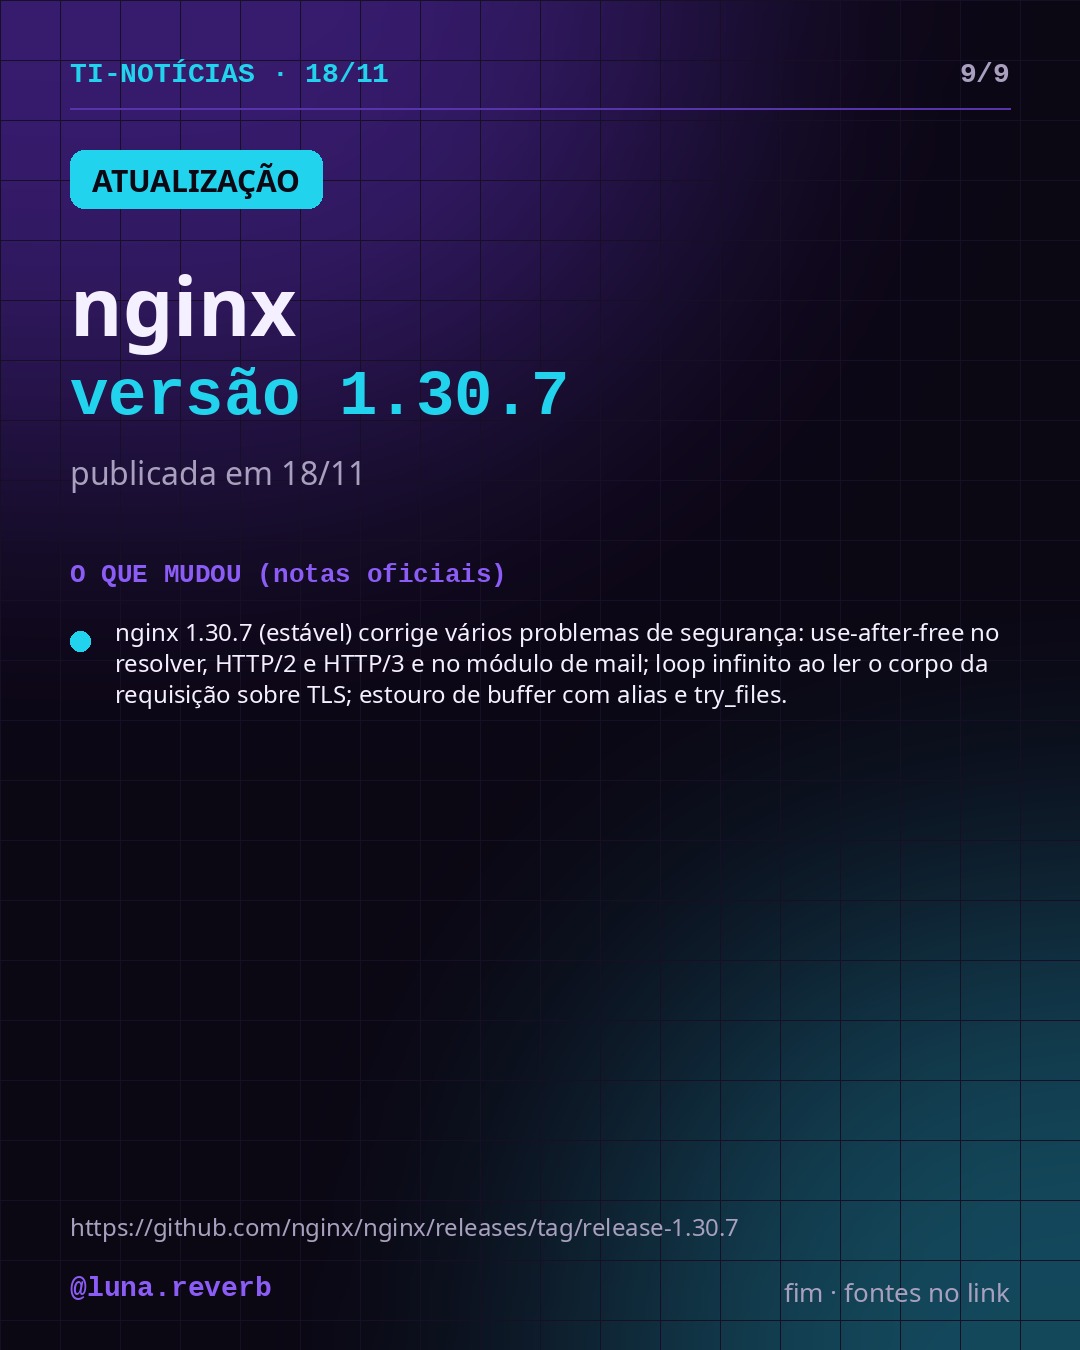 TI-NOTÍCIAS · 18/11
9/9
ATUALIZAÇÃO
nginx
versão 1.30.7
publicada em 18/11
O QUE MUDOU (notas oficiais)
nginx 1.30.7 (estável) corrige vários problemas de segurança: use-after-free no
resolver, HTTP/2 e HTTP/3 e no módulo de mail; loop infinito ao ler o corpo da
requisição sobre TLS; estouro de buffer com alias e try_files.
https://github.com/nginx/nginx/releases/tag/release-1.30.7
@luna.reverb
fim · fontes no link